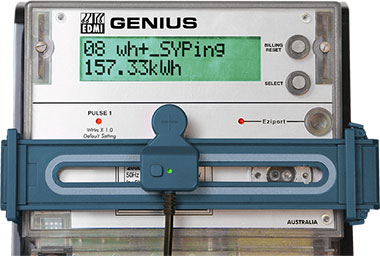 EDMI GENIUS
08 Wh+_SYPing
157.33kWh
BILLING
RESET
SELECT
PULSE 1
WHs X 1.0
Default Setting
Eziport
50Hz
AUSTRALIA